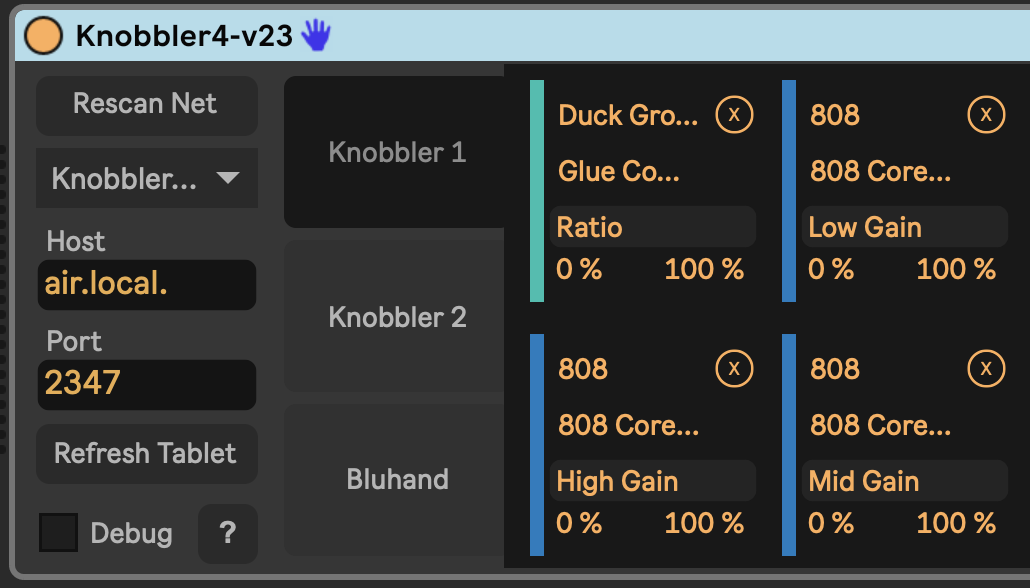 Knobbler4-v23
Rescan Net
Knobbler...
Host
air.local.
Port
2347
Refresh Tablet
Debug
?
Knobbler 1
Knobbler 2
Bluhand
Duck Gro... X
Glue Co...
Ratio
0 % 100 %
808 X
808 Core...
Low Gain
0 % 100 %
808 X
808 Core...
High Gain
0 % 100 %
808 X
808 Core...
Mid Gain
0 % 100 %